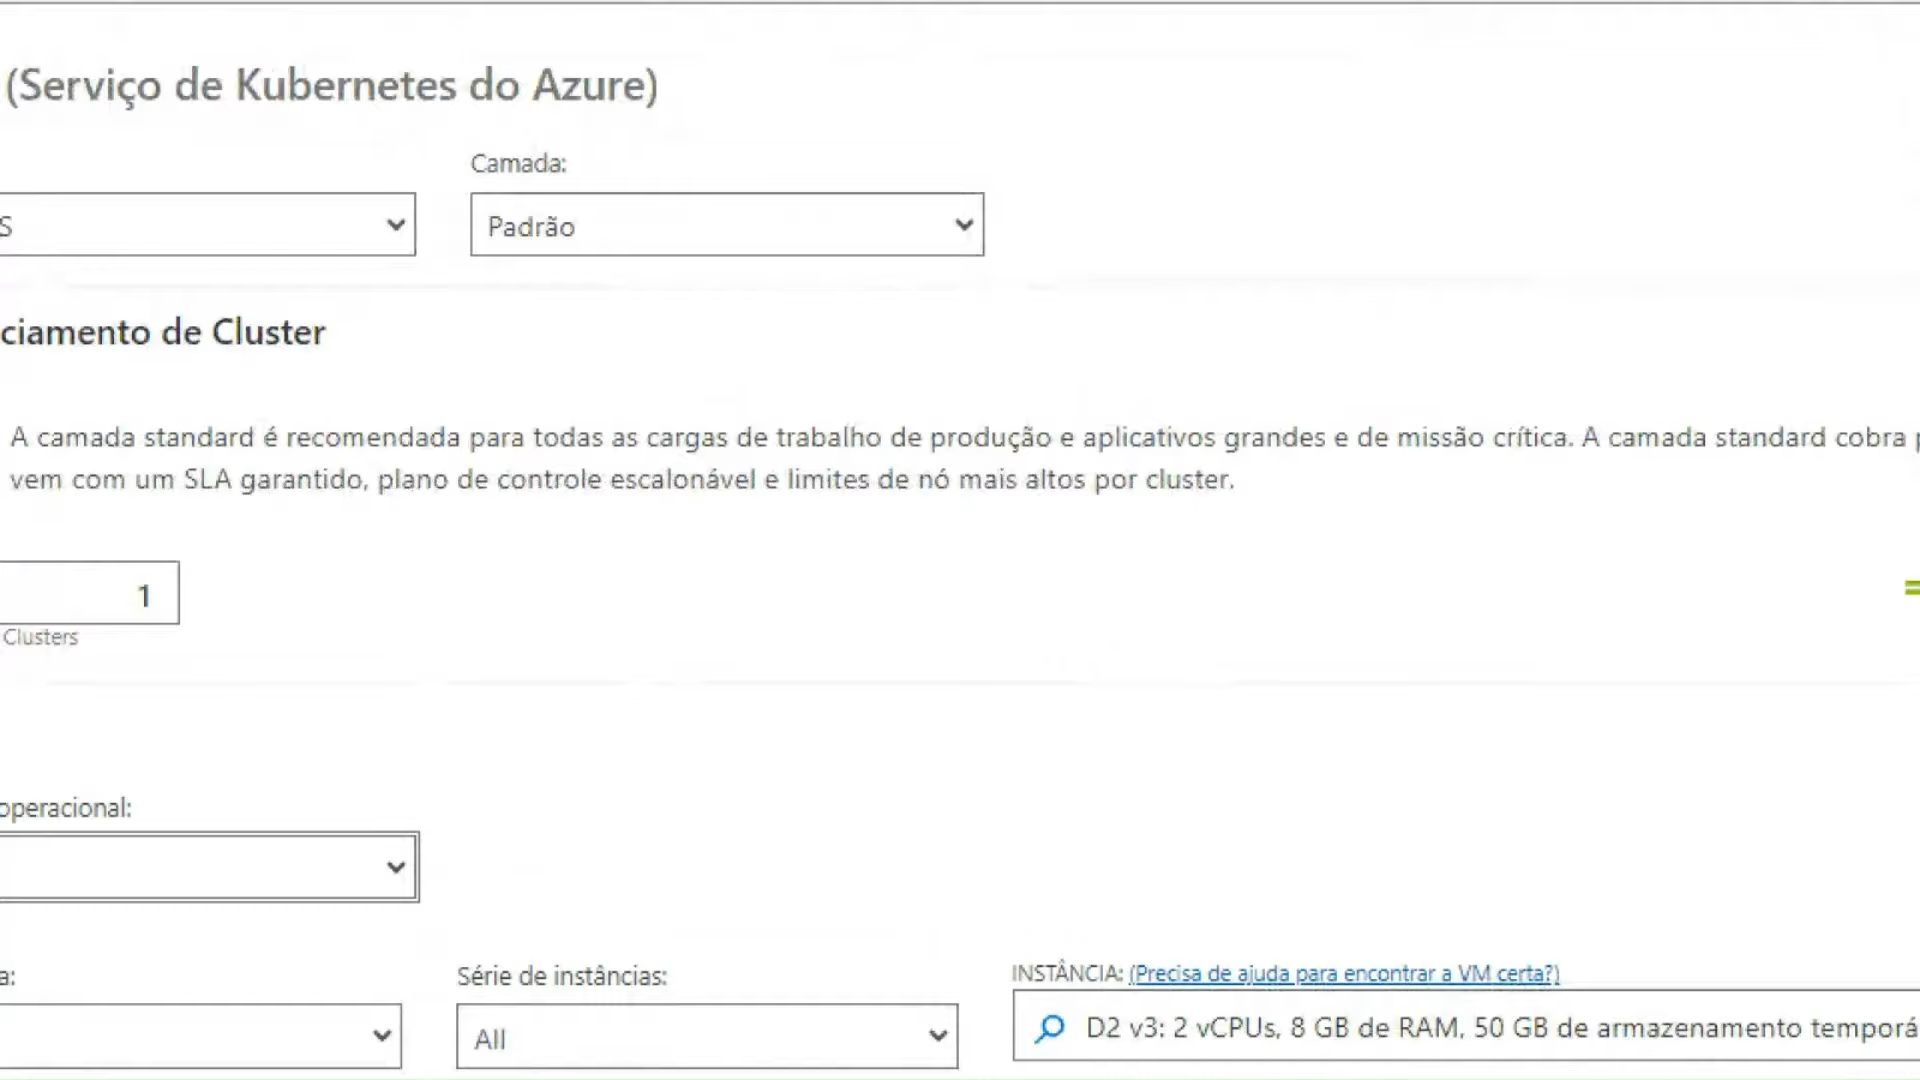 (Serviço de Kubernetes do Azure)
Camada:
S
Padrão
ciamento de Cluster
A camada standard é recomendada para todas as cargas de trabalho de produção e aplicativos grandes e de missão crítica. A camada standard cobra p
vem com um SLA garantido, plano de controle escalonável e limites de nó mais altos por cluster.
1
=
Clusters
operacional:
a:
Série de instâncias:
INSTÂNCIA: (Precisa de ajuda para encontrar a VM certa?)
All
D2 v3: 2 vCPUs, 8 GB de RAM, 50 GB de armazenamento temporá